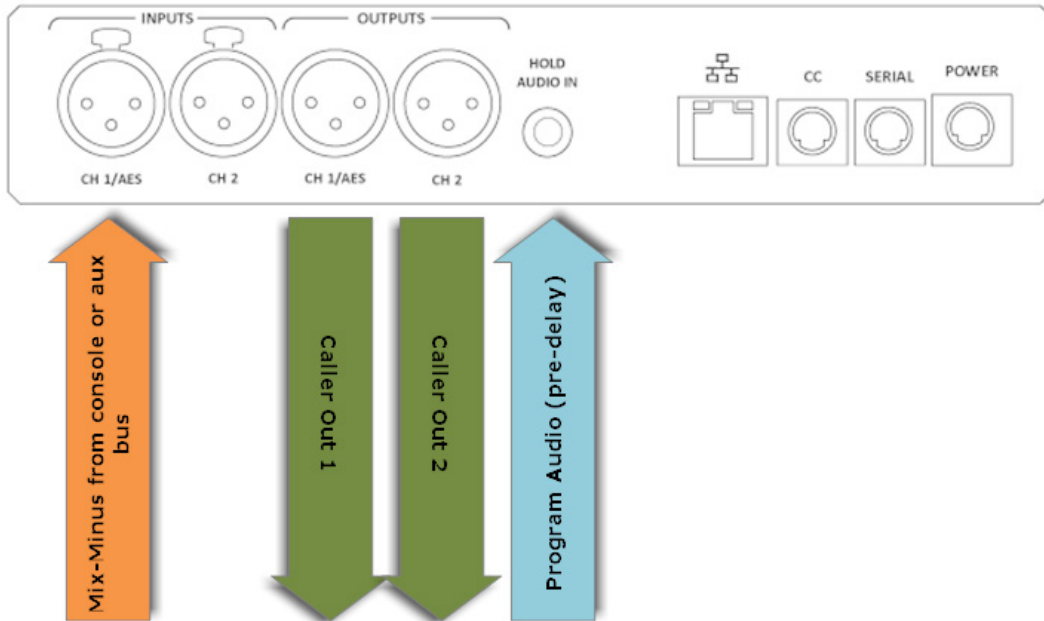 INPUTS
OUTPUTS
HOLD
AUDIO IN
CC
SERIAL
POWER
CH 1/AES
CH 2
CH 1/AES
CH 2
Mix-Minus from console or aux
bus
Caller Out 1
Caller Out 2
Program Audio (pre-delay)